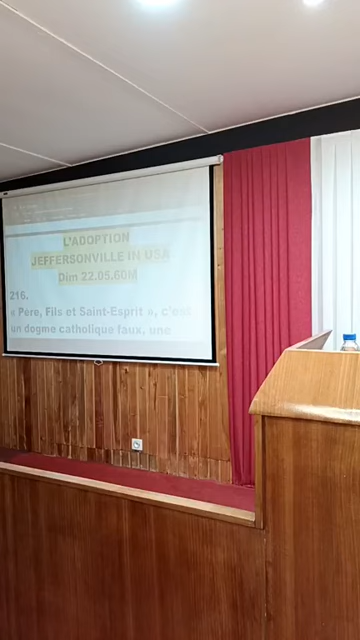 L'ADOPTION
JEFFERSONVILLE IN USA
Dim 22.05.60M
216.
« Père, Fils et Saint-Esprit », c'est
un dogme catholique faux, une